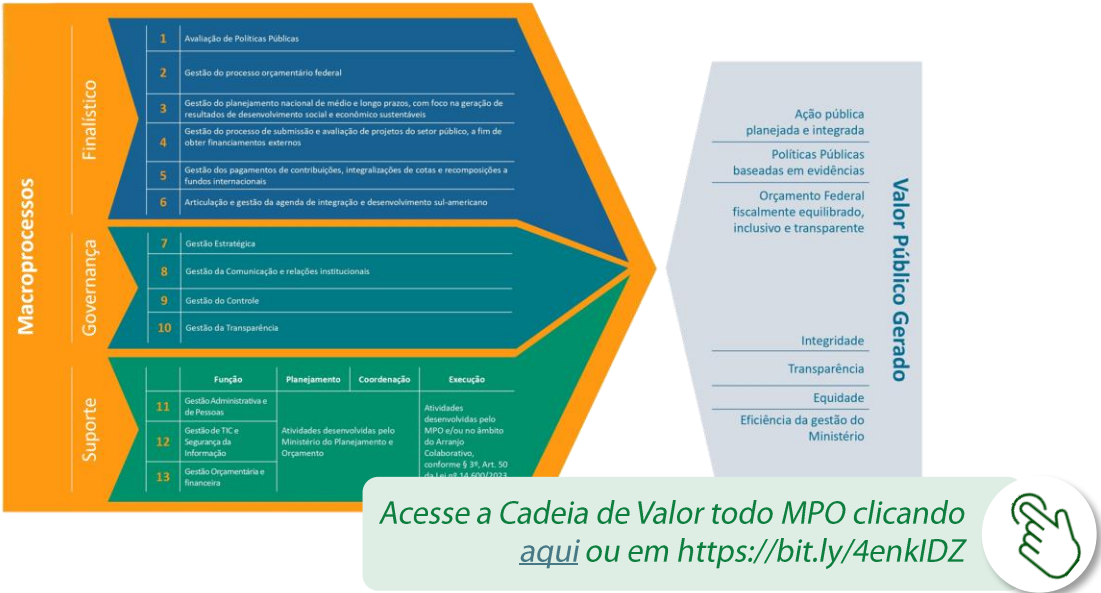 Macroprocessos
Finalístico
1 Avaliação de Políticas Públicas
2 Gestão do processo orçamentário federal
3 Gestão do planejamento nacional de médio e longo prazos, com foco na geração de
resultados de desenvolvimento social e econômico sustentáveis
4 Gestão do processo de submissão e avaliação de projetos do setor público, a fim de
obter financiamentos externos
5 Gestão dos pagamentos de contribuições, integralizações de cotas e recomposições a
fundos internacionais
6 Articulação e gestão da agenda de integração e desenvolvimento sul-americano
Governança
7 Gestão Estratégica
8 Gestão da Comunicação e relações institucionais
9 Gestão do Controle
10 Gestão da Transparência
Suporte
Função Planejamento Coordenação Execução
11 Gestão Administrativa e
de Pessoas
12 Gestão de TIC e
Segurança da
Informação
13 Gestão Orçamentária e
financeira
Atividades desenvolvidas pelo
Ministério do Planejamento e
Orçamento
Atividades
desenvolvidas pelo
MPO e/ou no âmbito
do Arranjo
Colaborativo,
conforme § 3º, Art. 50
da Lei nº 14.600/2023
Ação pública
planejada e integrada
Políticas Públicas
baseadas em evidências
Orçamento Federal
fiscalmente equilibrado,
inclusivo e transparente
Integridade
Transparência
Equidade
Eficiência da gestão do
Ministério
Valor Público Gerado
Acesse a Cadeia de Valor todo MPO clicando
aqui ou em https://bit.ly/4enkIDZ